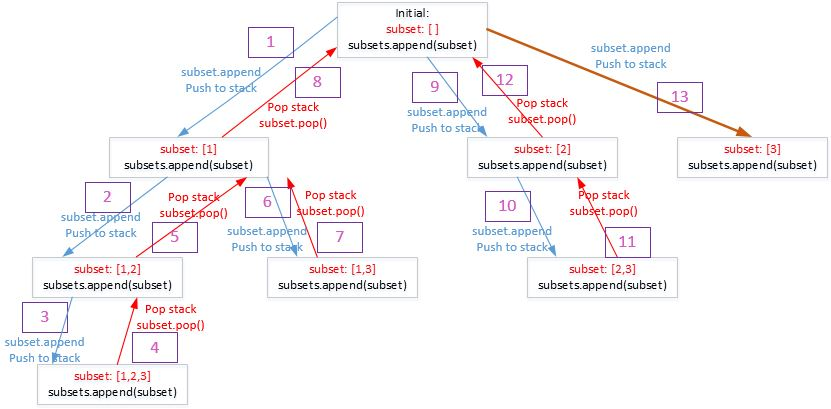 Initial:
subset: [ ]
subsets.append(subset)
1
subset.append
Push to stack
8
Pop stack
subset.pop()
9
subset.append
Push to stack
12
Pop stack
subset.pop()
subset.append
Push to stack
13
subset: [1]
subsets.append(subset)
subset: [2]
subsets.append(subset)
subset: [3]
subsets.append(subset)
2
subset.append
Push to stack
Pop stack
subset.pop()
5
6
subset.append
Push to stack
Pop stack
subset.pop()
7
10
subset.append
Push to stack
Pop stack
subset.pop()
11
subset: [1,2]
subsets.append(subset)
subset: [1,3]
subsets.append(subset)
subset: [2,3]
subsets.append(subset)
3
subset.append
Push to stack
Pop stack
subset.pop()
4
subset: [1,2,3]
subsets.append(subset)